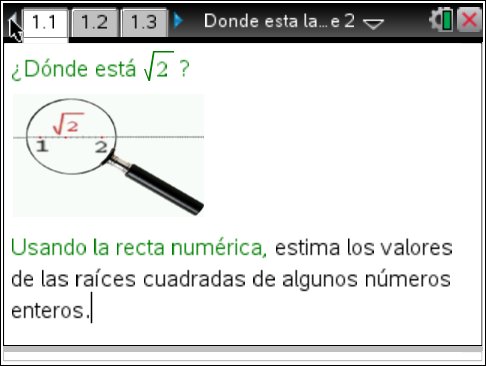 1.1 1.2 1.3 Donde esta la...e 2
¿Dónde está √2 ?
√2
1 2
Usando la recta numérica, estima los valores
de las raíces cuadradas de algunos números
enteros.